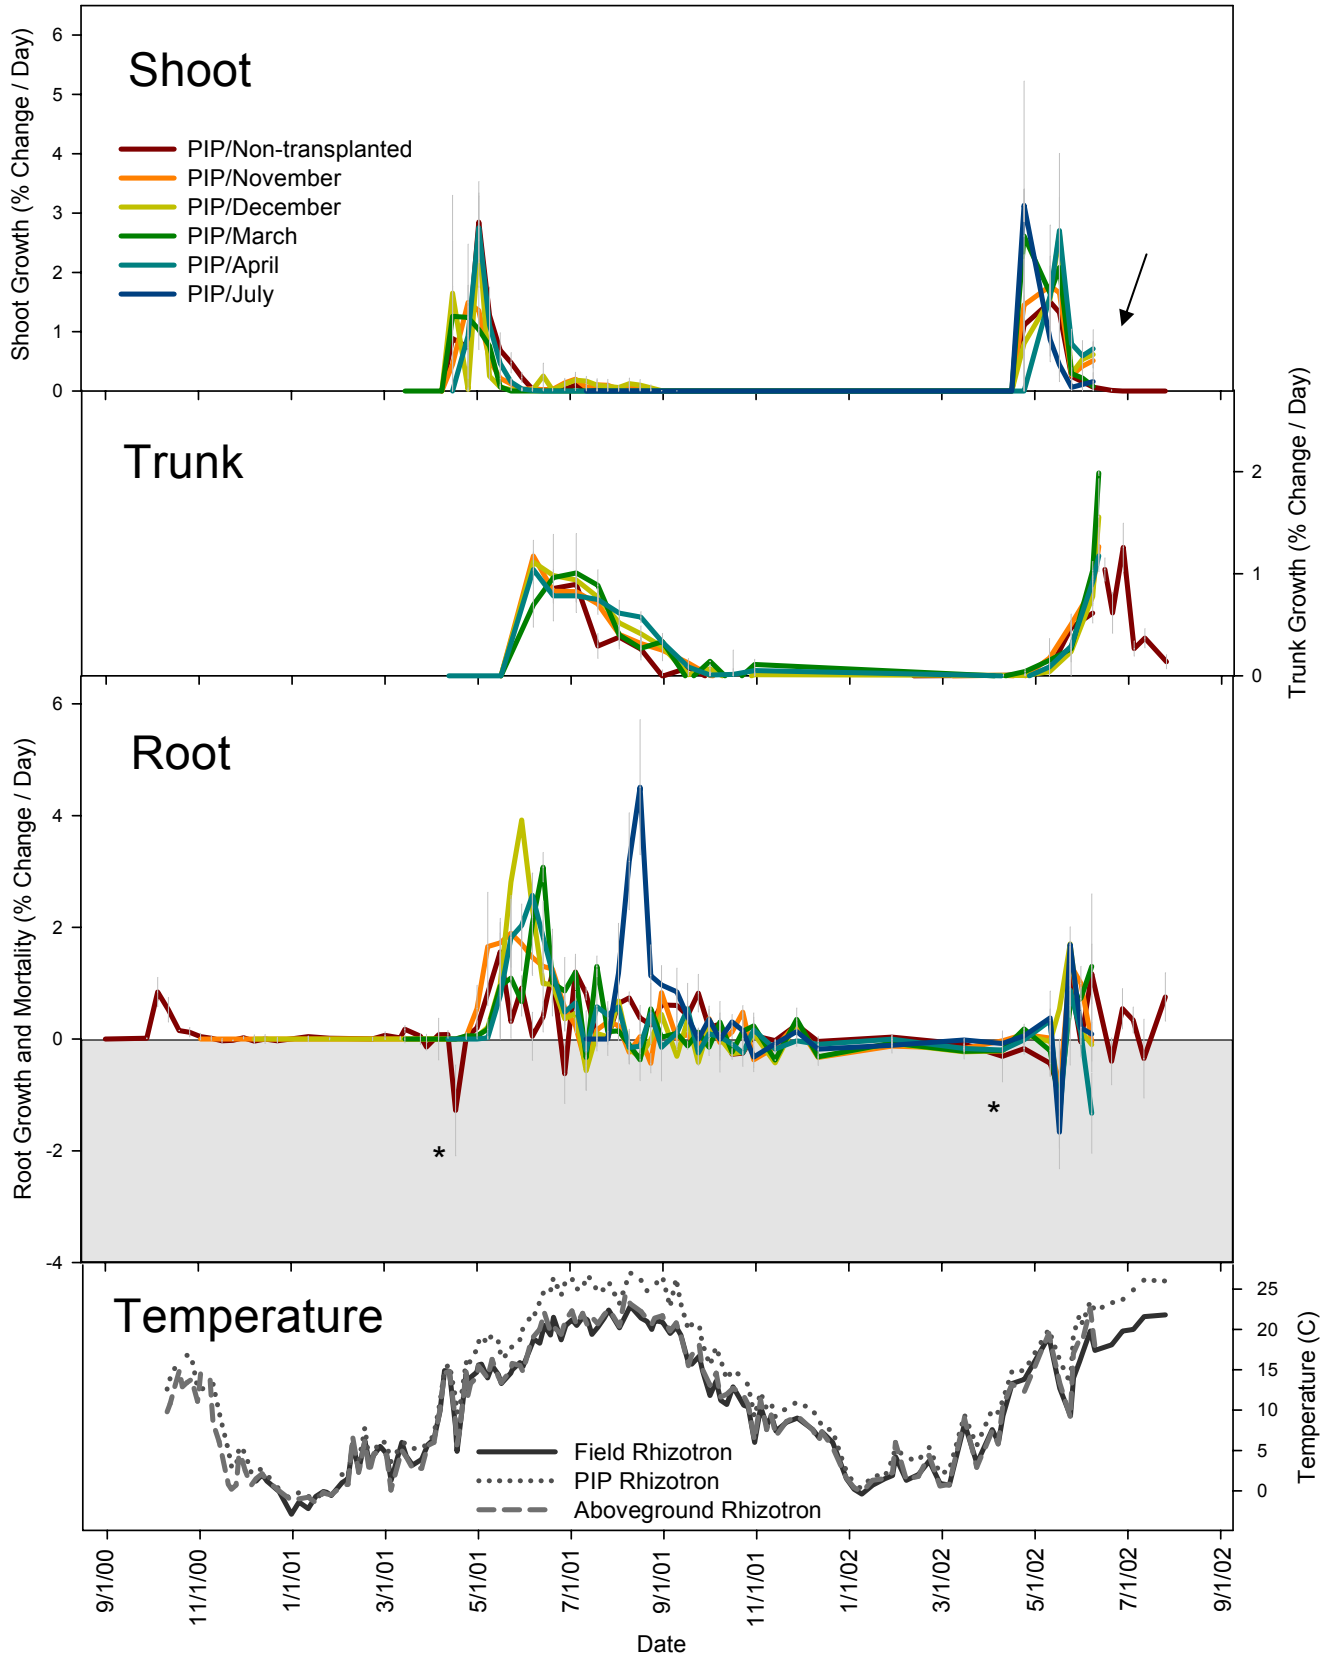 Shoot Growth (% Change / Day)
6
5
4
3
2
1
0
Shoot
PIP/Non-transplanted
PIP/November
PIP/December
PIP/March
PIP/April
PIP/July
Trunk
2
1
0
Trunk Growth (% Change / Day)
Root Growth and Mortality (% Change / Day)
6
4
2
0
-2
-4
Root
*
*
Temperature
25
20
15
10
5
0
Temperature (C)
Field Rhizotron
PIP Rhizotron
Aboveground Rhizotron
9/1/00
11/1/00
1/1/01
3/1/01
5/1/01
7/1/01
9/1/01
11/1/01
1/1/02
3/1/02
5/1/02
7/1/02
9/1/02
Date